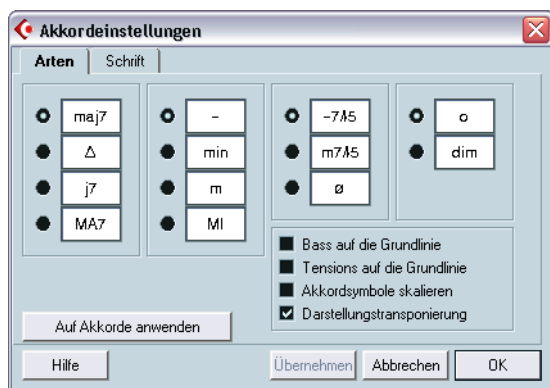 Akkordeinstellungen
Arten Schrift
maj7
Δ
j7
MA7
-
min
m
MI
-7♭5
m7♭5
ø
o
dim
Bass auf die Grundlinie
Tensions auf die Grundlinie
Akkordsymbole skalieren
Darstellungstransponierung
Auf Akkorde anwenden
Hilfe Übernehmen Abbrechen OK